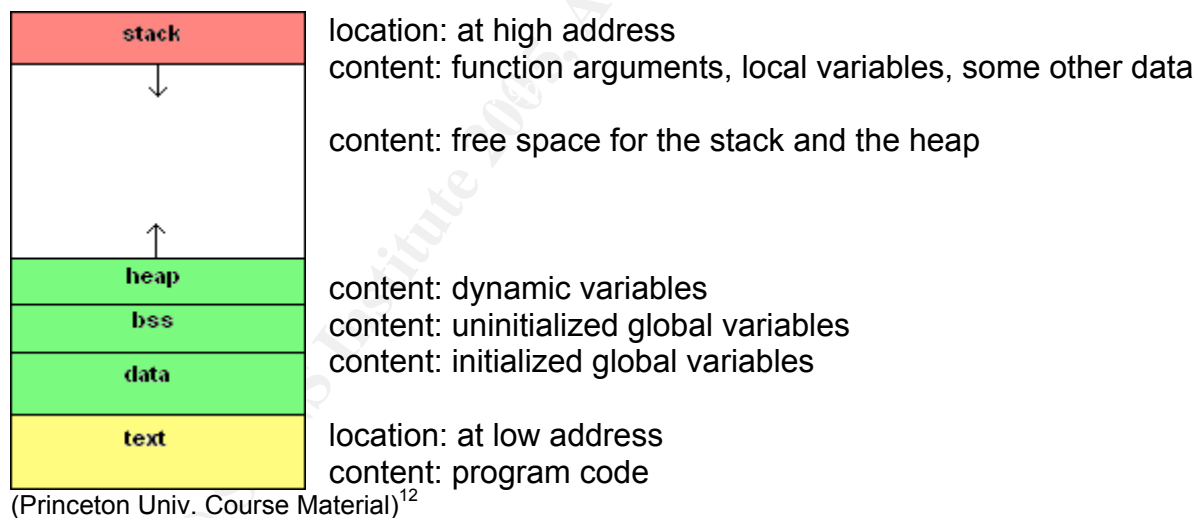 stack
location: at high address
content: function arguments, local variables, some other data
content: free space for the stack and the heap
heap
content: dynamic variables
bss
content: uninitialized global variables
data
content: initialized global variables
text
location: at low address
content: program code
(Princeton Univ. Course Material)12